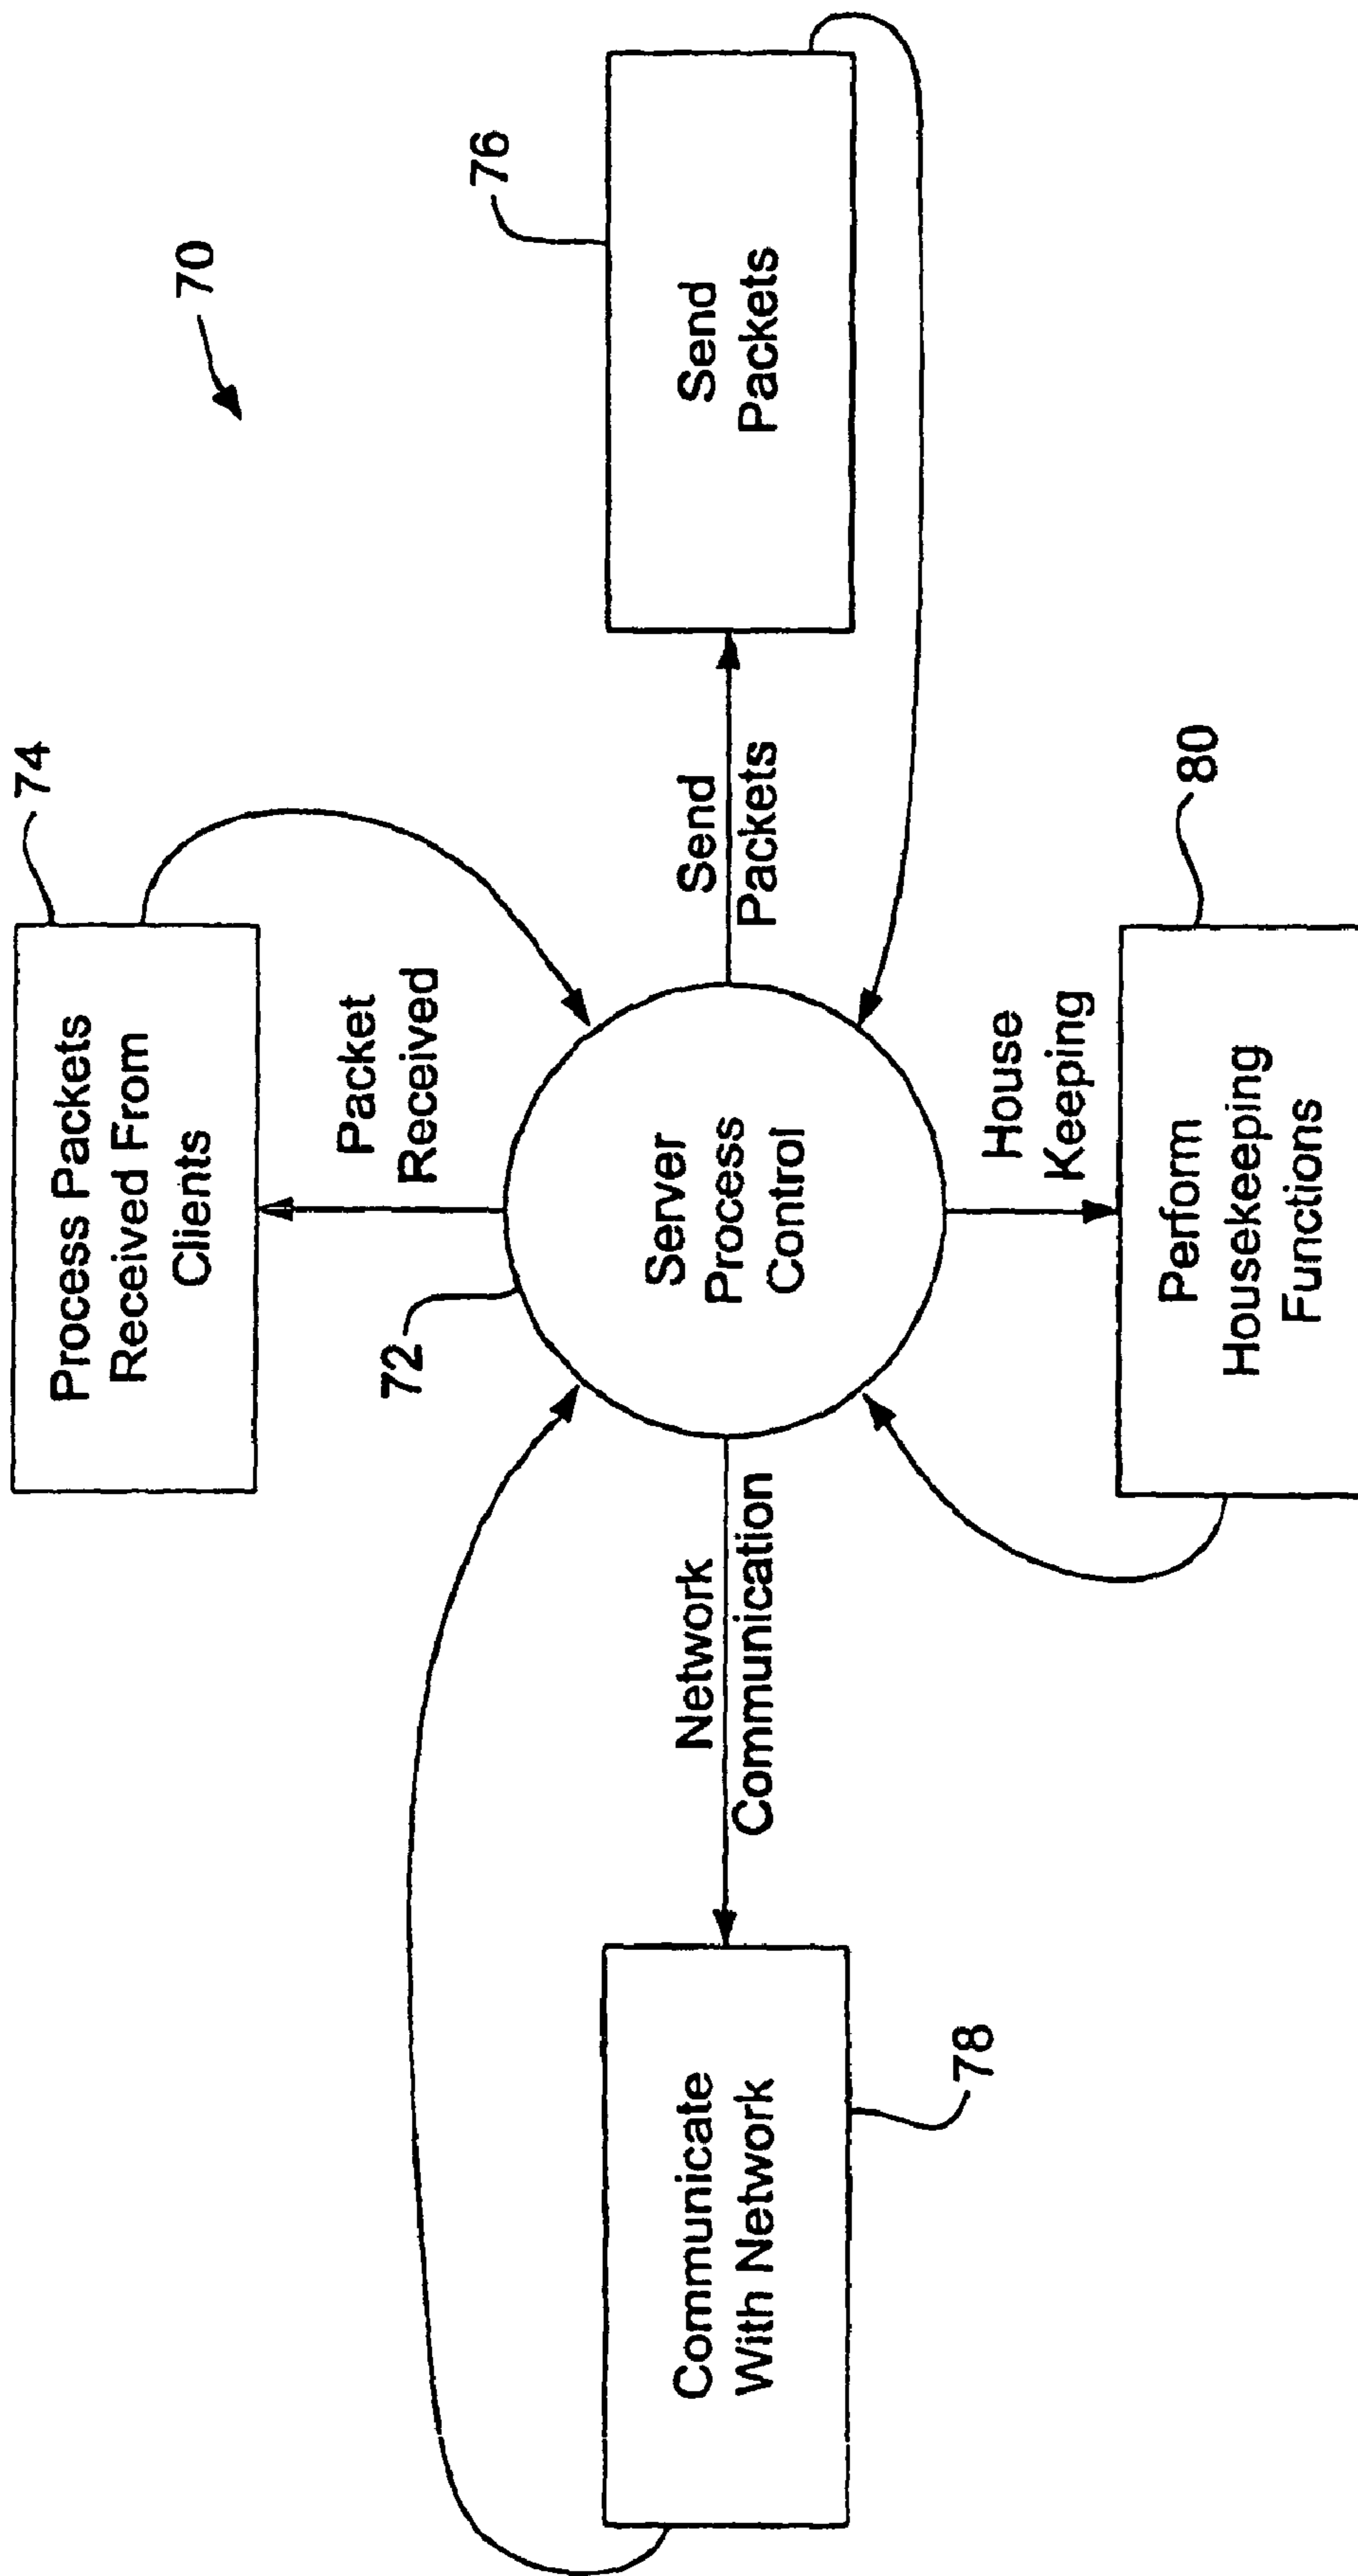 70
74
Process Packets
Received From
Clients
Packet
Received
72
Server
Process
Control
Network
Communication
Communicate
With Network
78
Send
Packets
76
Send
Packets
House
Keeping
80
Perform
Housekeeping
Functions